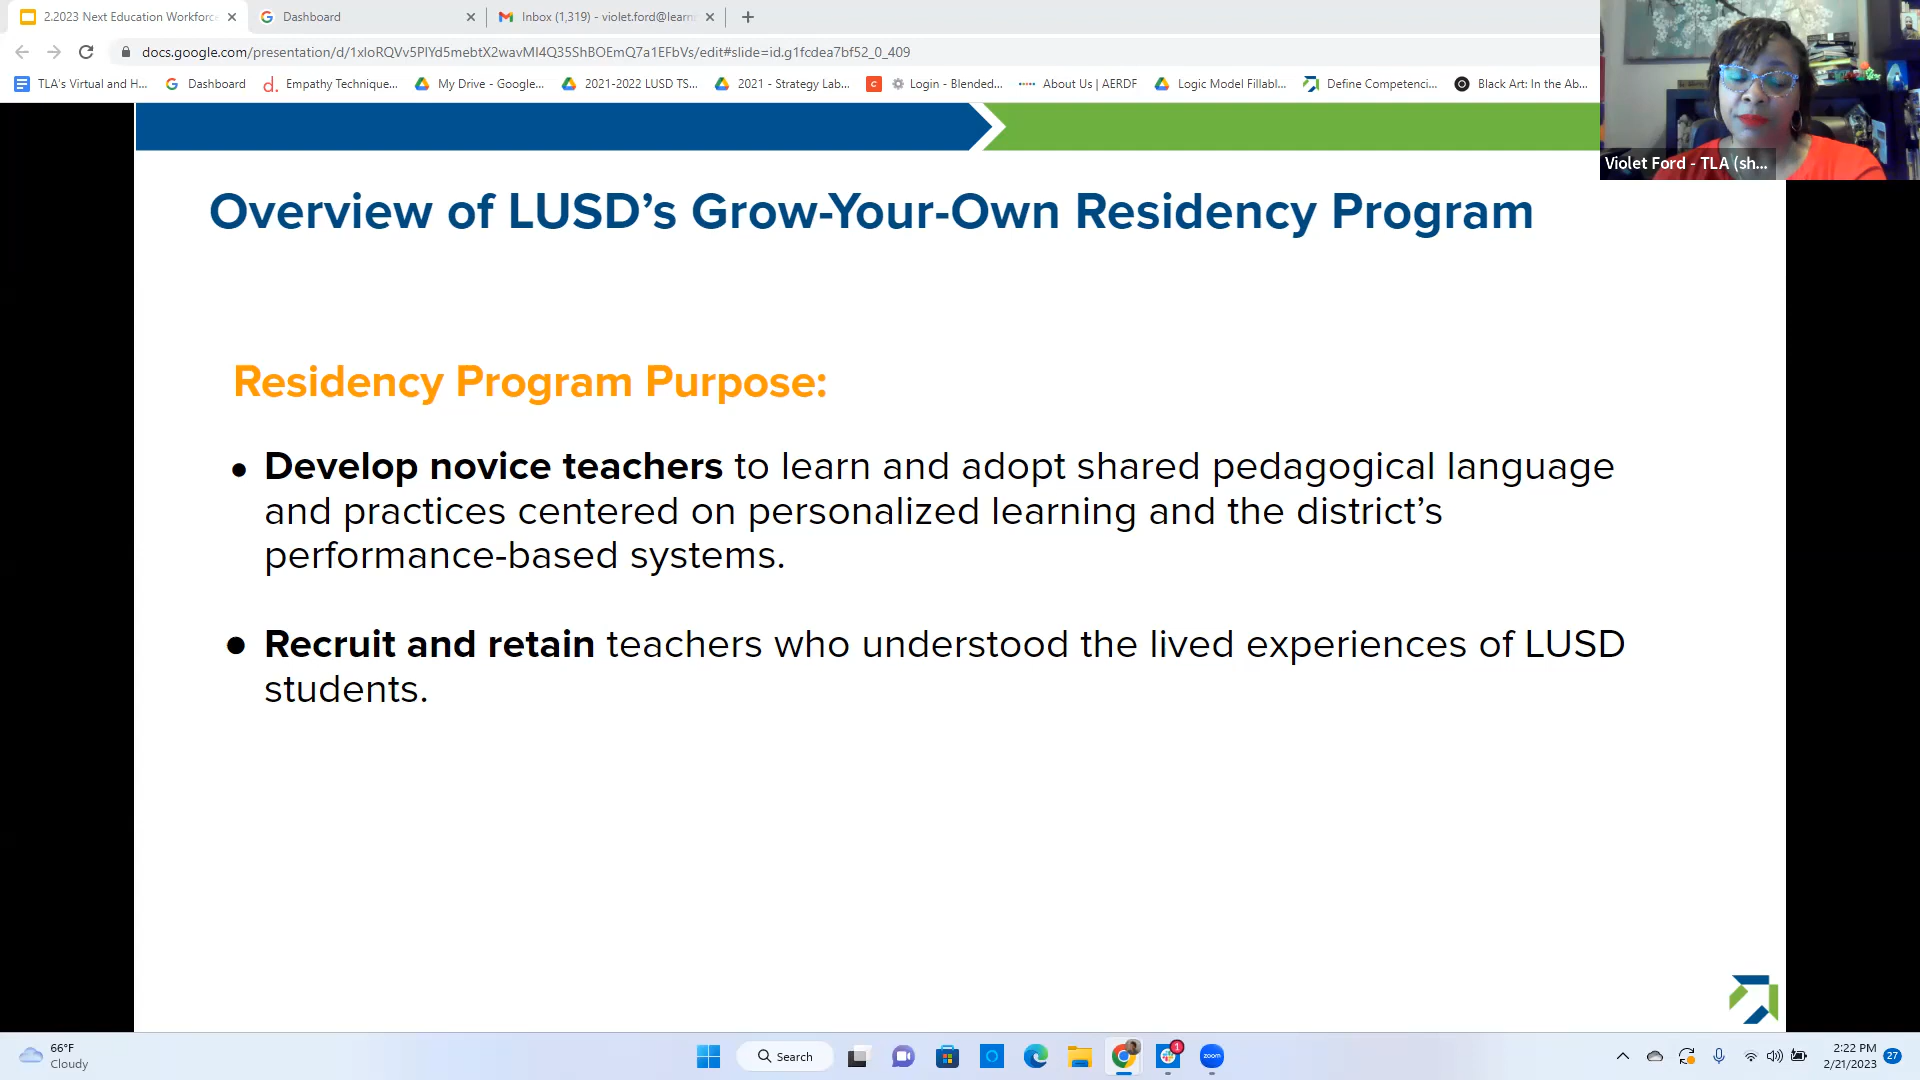 2.2023 Next Education Workforc
Dashboard
Inbox (1,319) - violet.ford@learn
docs.google.com/presentation/d/1xIoRQVv5PIYd5mebtX2wavMI4Q35ShBOEmQ7a1EFbVs/edit#slide=id.g1fcdea7bf52_0_409
TLA's Virtual and H...
Dashboard
Empathy Technique...
My Drive - Google...
2021-2022 LUSD TS...
2021 - Strategy Lab...
Login - Blended...
About Us | AERDF
Logic Model Fillabl...
Define Competenci...
Black Art: In the Ab...
Violet Ford - TLA (sh...
Overview of LUSD’s Grow-Your-Own Residency Program
Residency Program Purpose:
● Develop novice teachers to learn and adopt shared pedagogical language
and practices centered on personalized learning and the district’s
performance-based systems.
● Recruit and retain teachers who understood the lived experiences of LUSD
students.
66°F
Cloudy
Search
1
zoom
2:22 PM
2/21/2023
27